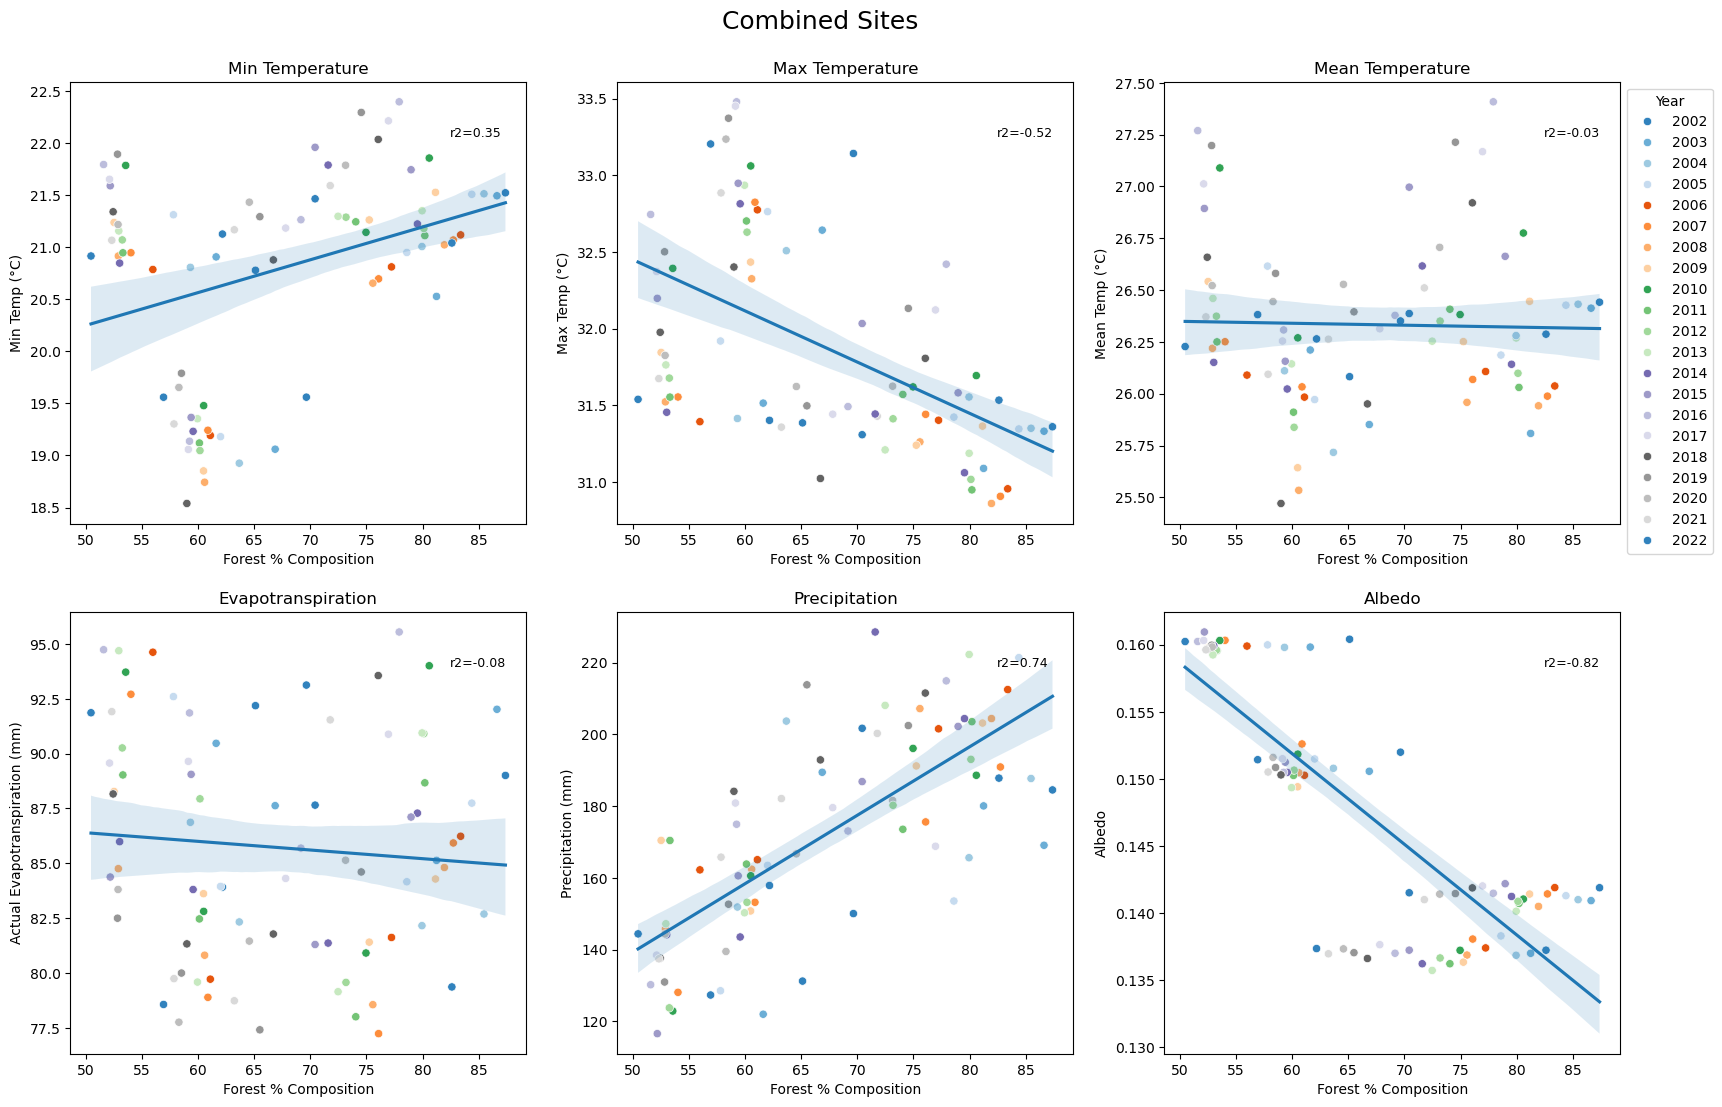 Combined Sites
Min Temperature
Max Temperature
Mean Temperature
22.5
22.0
21.5
21.0
20.5
20.0
19.5
19.0
18.5
Min Temp (°C)
r2=0.35
50 55 60 65 70 75 80 85
Forest % Composition
33.5
33.0
32.5
32.0
31.5
31.0
Max Temp (°C)
r2=-0.52
50 55 60 65 70 75 80 85
Forest % Composition
27.50
27.25
27.00
26.75
26.50
26.25
26.00
25.75
25.50
Mean Temp (°C)
r2=-0.03
50 55 60 65 70 75 80 85
Forest % Composition
Year
2002
2003
2004
2005
2006
2007
2008
2009
2010
2011
2012
2013
2014
2015
2016
2017
2018
2019
2020
2021
2022
Evapotranspiration
Precipitation
Albedo
95.0
92.5
90.0
87.5
85.0
82.5
80.0
77.5
Actual Evapotranspiration (mm)
r2=-0.08
50 55 60 65 70 75 80 85
Forest % Composition
220
200
180
160
140
120
Precipitation (mm)
r2=0.74
50 55 60 65 70 75 80 85
Forest % Composition
0.160
0.155
0.150
0.145
0.140
0.135
0.130
Albedo
r2=-0.82
50 55 60 65 70 75 80 85
Forest % Composition